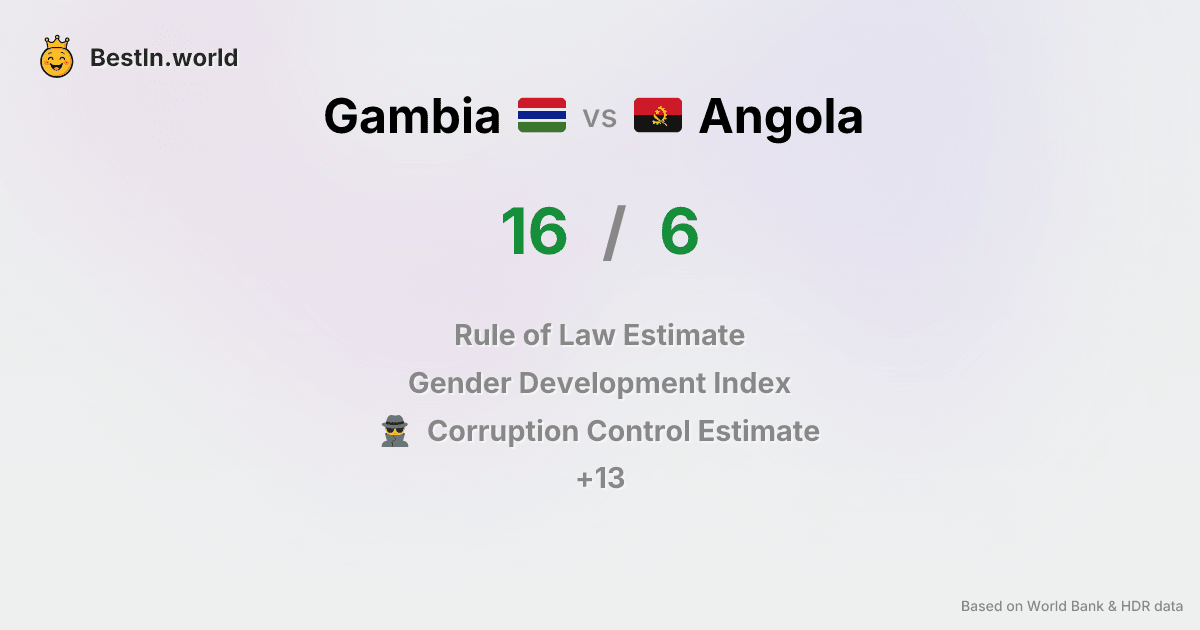 BestIn.world
Gambia vs Angola
16 / 6
Rule of Law Estimate
Gender Development Index
Corruption Control Estimate
+13
Based on World Bank & HDR data